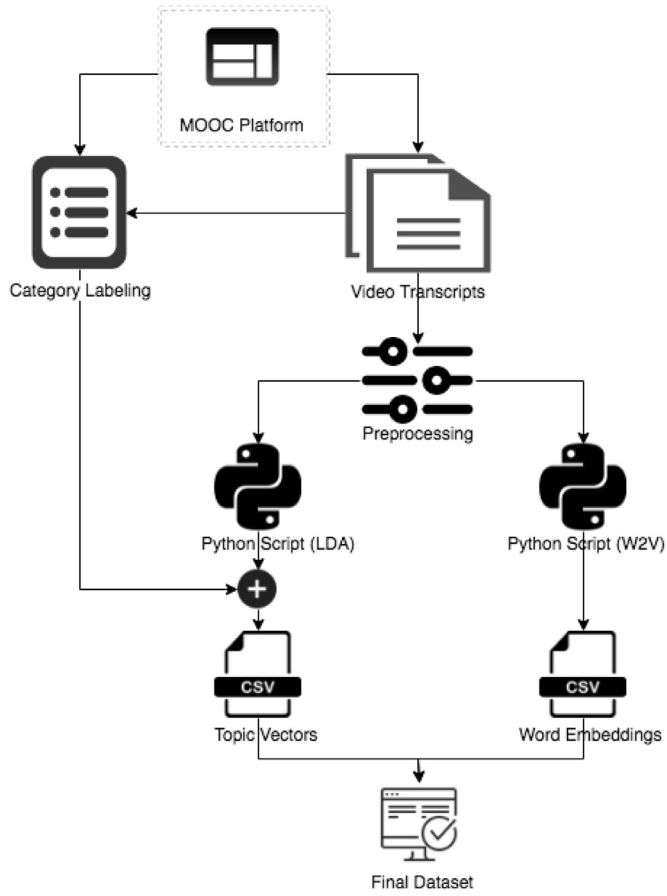 MOOC Platform
Category Labeling
Video Transcripts
Preprocessing
Python Script (LDA)
Python Script (W2V)
CSV
CSV
Topic Vectors
Word Embeddings
Final Dataset